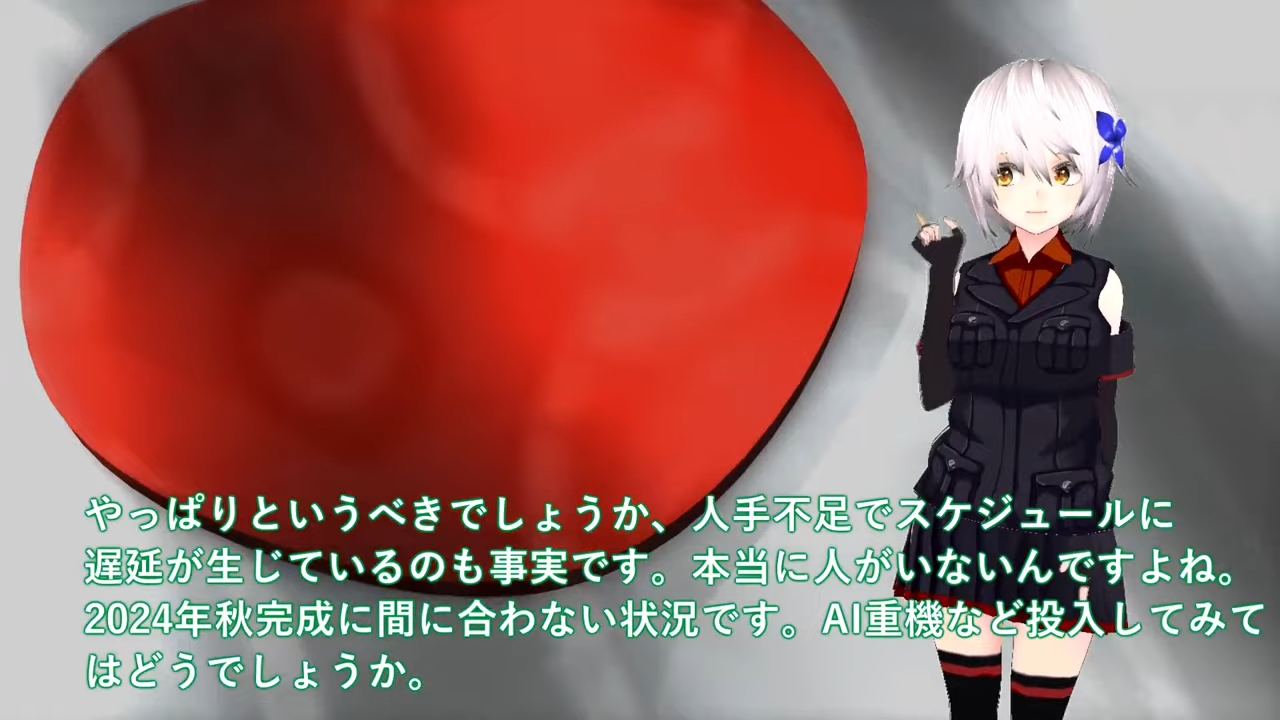 やっぱりというべきでしょうか、人手不足でスケジュールに
遅延が生じているのも事実です。本当に人がいないんですよね。
2024年秋完成に間に合わない状況です。AI重機など投入してみて
はどうでしょうか。